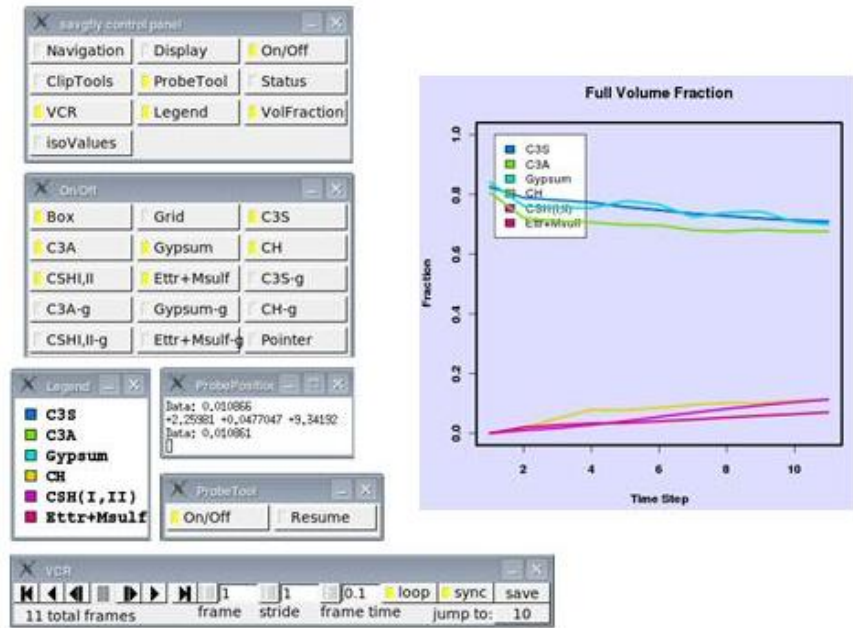 savgfly control panel
Navigation Display On/Off
ClipTools ProbeTool Status
VCR Legend VolFraction
isoValues
On/Off
Box Grid C3S
C3A Gypsum CH
CSHI,II Ettr+Msulf C3S-g
C3A-g Gypsum-g CH-g
CSHI,II-g Ettr+Msulf-g Pointer
Legend
C3S
C3A
Gypsum
CH
CSH(I,II)
Ettr+Msulf
ProbePosition
Data: 0.010866
+2.25981 +0.0477047 +9.34192
Data: 0.010861
ProbeTool
On/Off Resume
VCR
1 1 0.1 loop sync save
11 total frames frame stride frame time jump to: 10
Full Volume Fraction
C3S
C3A
Gypsum
CH
CSH(I,II)
Ettr+Msulf
1.0
0.8
0.6
0.4
0.2
0.0
Fraction
2 4 6 8 10
Time Step